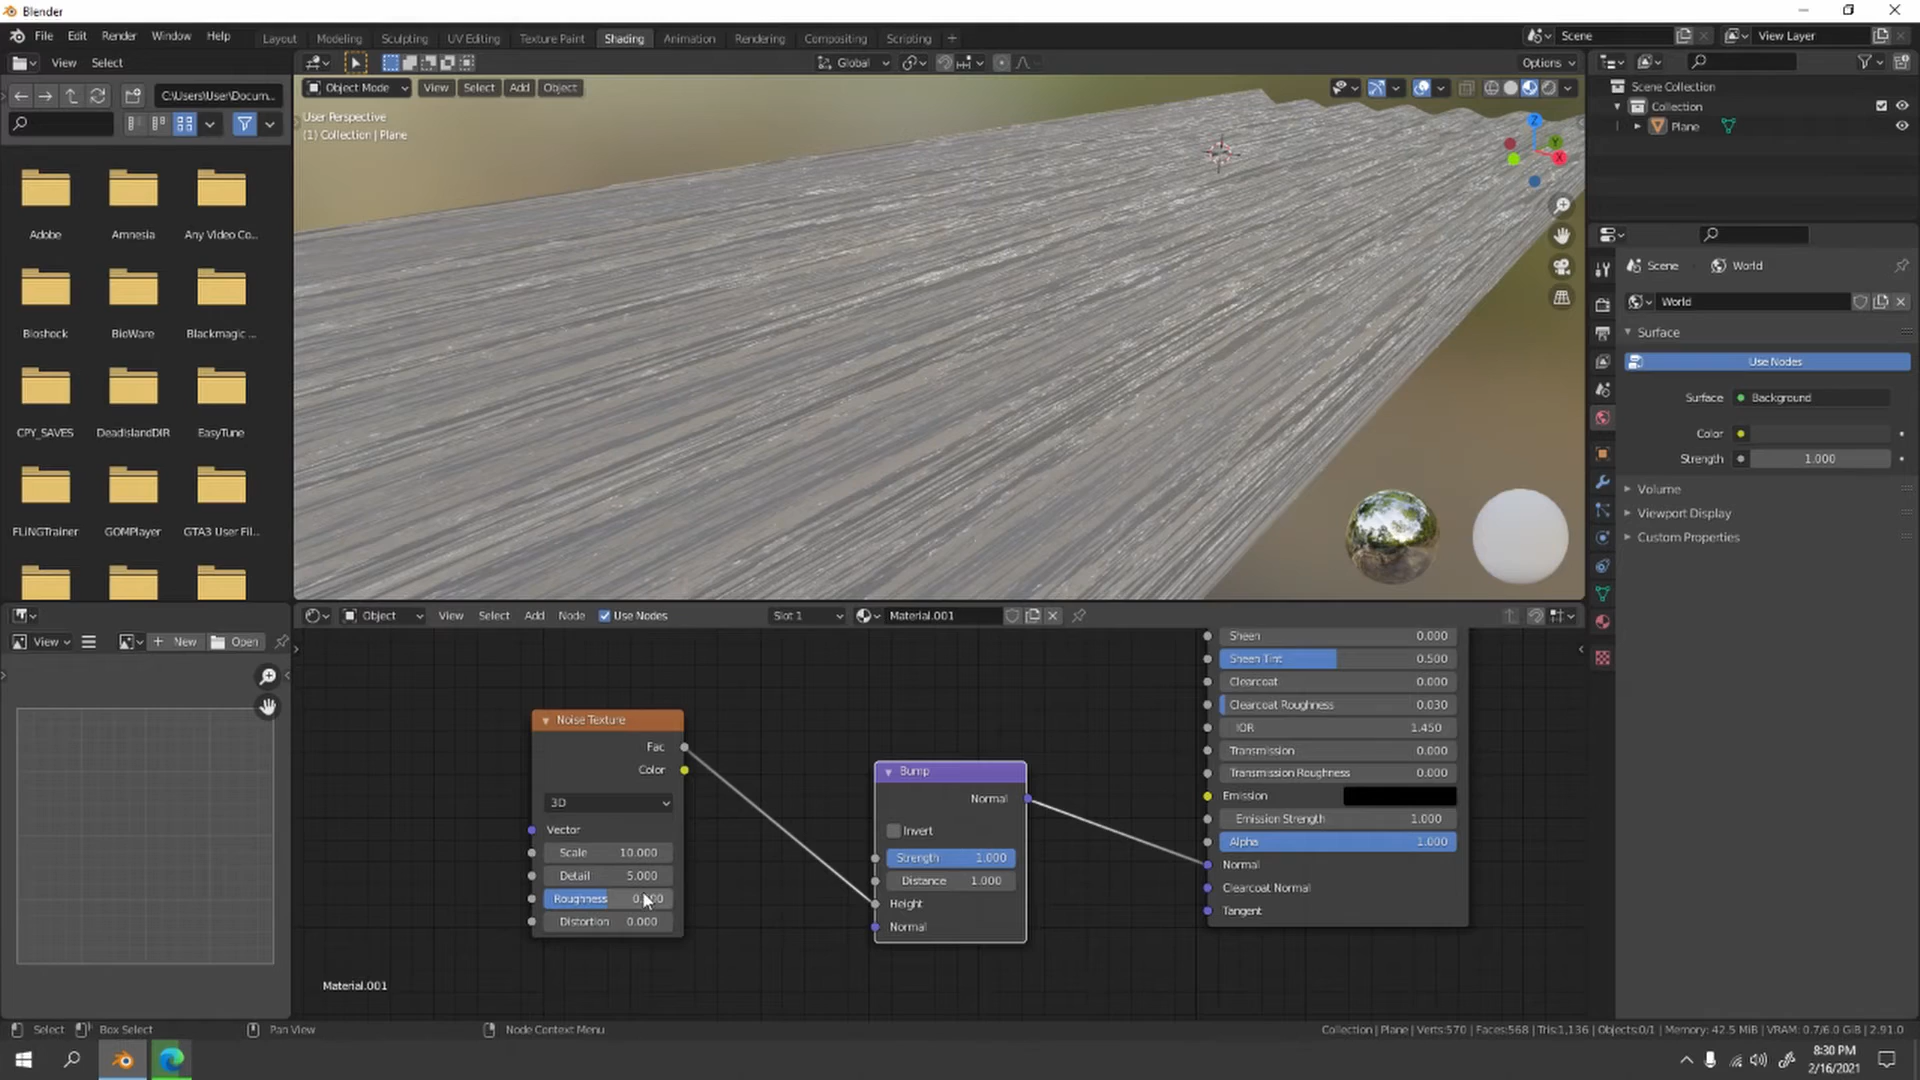 Blender
File Edit Render Window Help
Layout Modeling Sculpting UV Editing Texture Paint Shading Animation Rendering Compositing Scripting +
Scene
View Layer
View Select
Global
Options
C:\Users\User\Docum...
Object Mode View Select Add Object
User Perspective
(1) Collection | Plane
Z
Y
X
Scene Collection
Collection
Plane
Adobe
Amnesia
Any Video Co...
Bioshock
BioWare
Blackmagic ...
CPY_SAVES
DeadIslandDIR
EasyTune
FLiNGTrainer
GOMPlayer
GTA3 User Fil...
Scene World
World
Surface
Use Nodes
Surface Background
Color
Strength 1.000
Volume
Viewport Display
Custom Properties
Object View Select Add Node Use Nodes
Slot 1
Material.001
View
New
Open
Noise Texture
Fac
Color
3D
Vector
Scale 10.000
Detail 5.000
Roughness
Distortion 0.000
Bump
Normal
Invert
Strength 1.000
Distance 1.000
Height
Normal
Sheen 0.000
Sheen Tint 0.500
Clearcoat 0.000
Clearcoat Roughness 0.030
IOR 1.450
Transmission 0.000
Transmission Roughness 0.000
Emission
Emission Strength 1.000
Alpha 1.000
Normal
Clearcoat Normal
Tangent
Material.001
Select
Box Select
Pan View
Node Context Menu
Collection | Plane | Verts:570 | Faces:568 | Tris:1,136 | Objects:0/1 | Memory: 42.5 MiB | VRAM: 0.7/6.0 GiB | 2.91.0
8:30 PM
2/16/2021